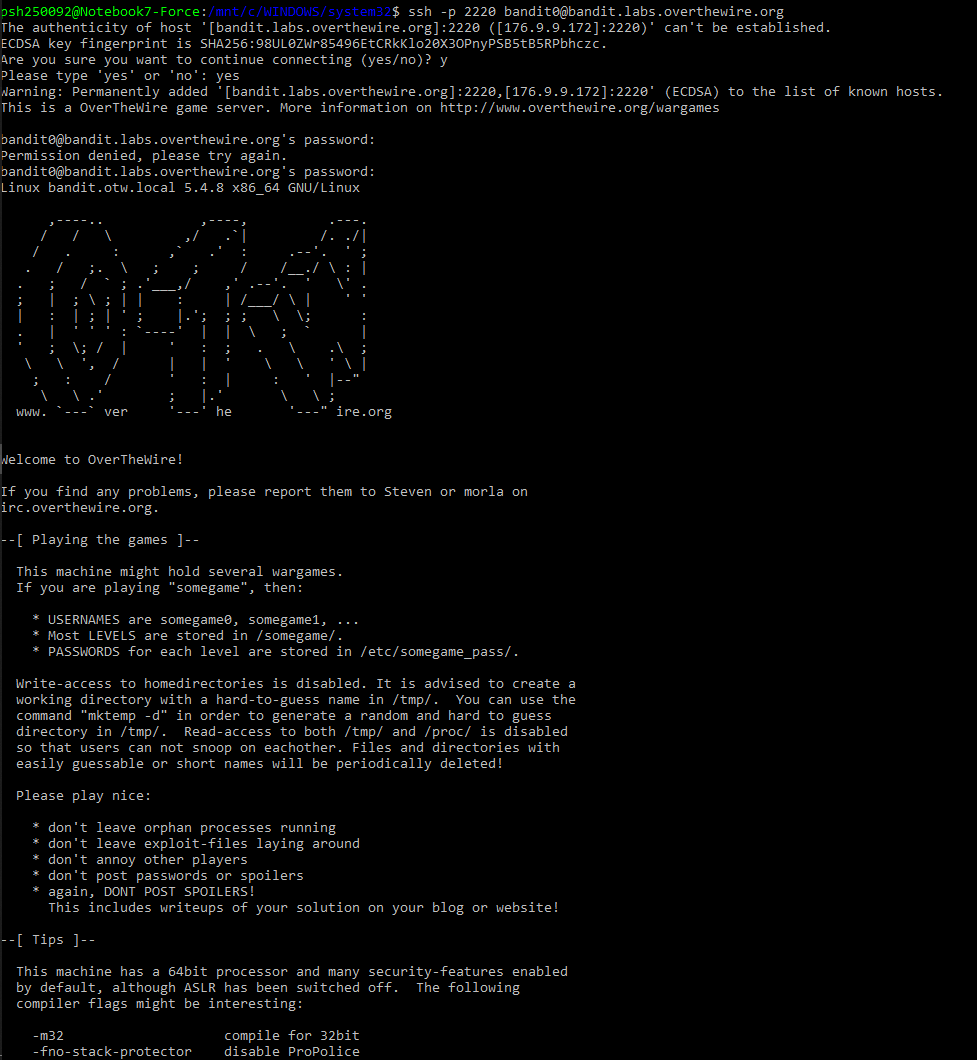 psh250092@Notebook7-Force:/mnt/c/WINDOWS/system32$ ssh -p 2220 bandit0@bandit.labs.overthewire.org
The authenticity of host '[bandit.labs.overthewire.org]:2220 ([176.9.9.172]:2220)' can't be established.
ECDSA key fingerprint is SHA256:98UL0ZWr85496EtCRkKlo20X3OPnyPSB5tB5RPbhczc.
Are you sure you want to continue connecting (yes/no)? y
Please type 'yes' or 'no': yes
Warning: Permanently added '[bandit.labs.overthewire.org]:2220,[176.9.9.172]:2220' (ECDSA) to the list of known hosts.
This is a OverTheWire game server. More information on http://www.overthewire.org/wargames
bandit0@bandit.labs.overthewire.org's password:
Permission denied, please try again.
bandit0@bandit.labs.overthewire.org's password:
Linux bandit.otw.local 5.4.8 x86_64 GNU/Linux
www. `---` ver     '---' he       '---" ire.org
Welcome to OverTheWire!
If you find any problems, please report them to Steven or morla on
irc.overthewire.org.
--[ Playing the games ]--
This machine might hold several wargames.
If you are playing "somegame", then:
* USERNAMES are somegame0, somegame1, ...
* Most LEVELS are stored in /somegame/.
* PASSWORDS for each level are stored in /etc/somegame_pass/.
Write-access to homedirectories is disabled. It is advised to create a
working directory with a hard-to-guess name in /tmp/.  You can use the
command "mktemp -d" in order to generate a random and hard to guess
directory in /tmp/.  Read-access to both /tmp/ and /proc/ is disabled
so that users can not snoop on eachother. Files and directories with
easily guessable or short names will be periodically deleted!
Please play nice:
* don't leave orphan processes running
* don't leave exploit-files laying around
* don't annoy other players
* don't post passwords or spoilers
* again, DONT POST SPOILERS!
This includes writeups of your solution on your blog or website!
--[ Tips ]--
This machine has a 64bit processor and many security-features enabled
by default, although ASLR has been switched off.  The following
compiler flags might be interesting:
-m32                    compile for 32bit
-fno-stack-protector    disable ProPolice